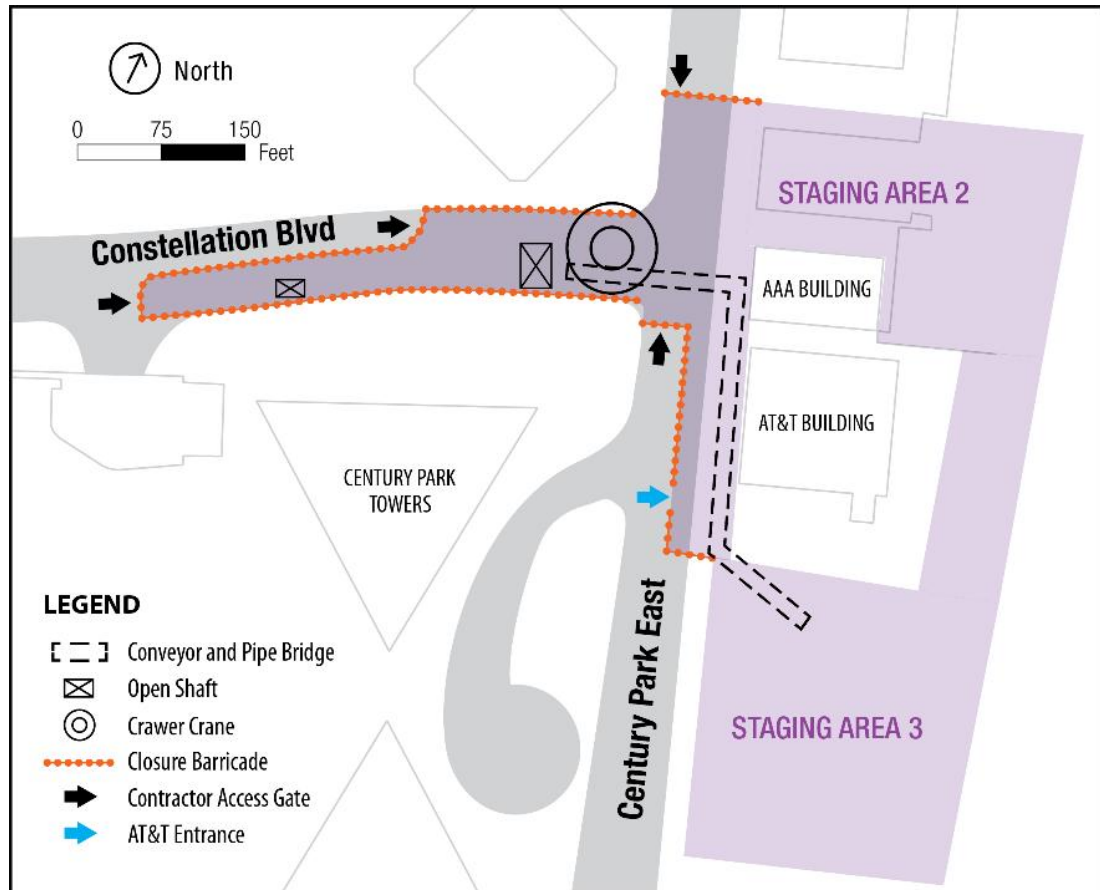 North
0 75 150
Feet
Constellation Blvd
STAGING AREA 2
AAA BUILDING
AT&T BUILDING
CENTURY PARK
TOWERS
Century Park East
STAGING AREA 3
LEGEND
Conveyor and Pipe Bridge
Open Shaft
Crawer Crane
Closure Barricade
Contractor Access Gate
AT&T Entrance